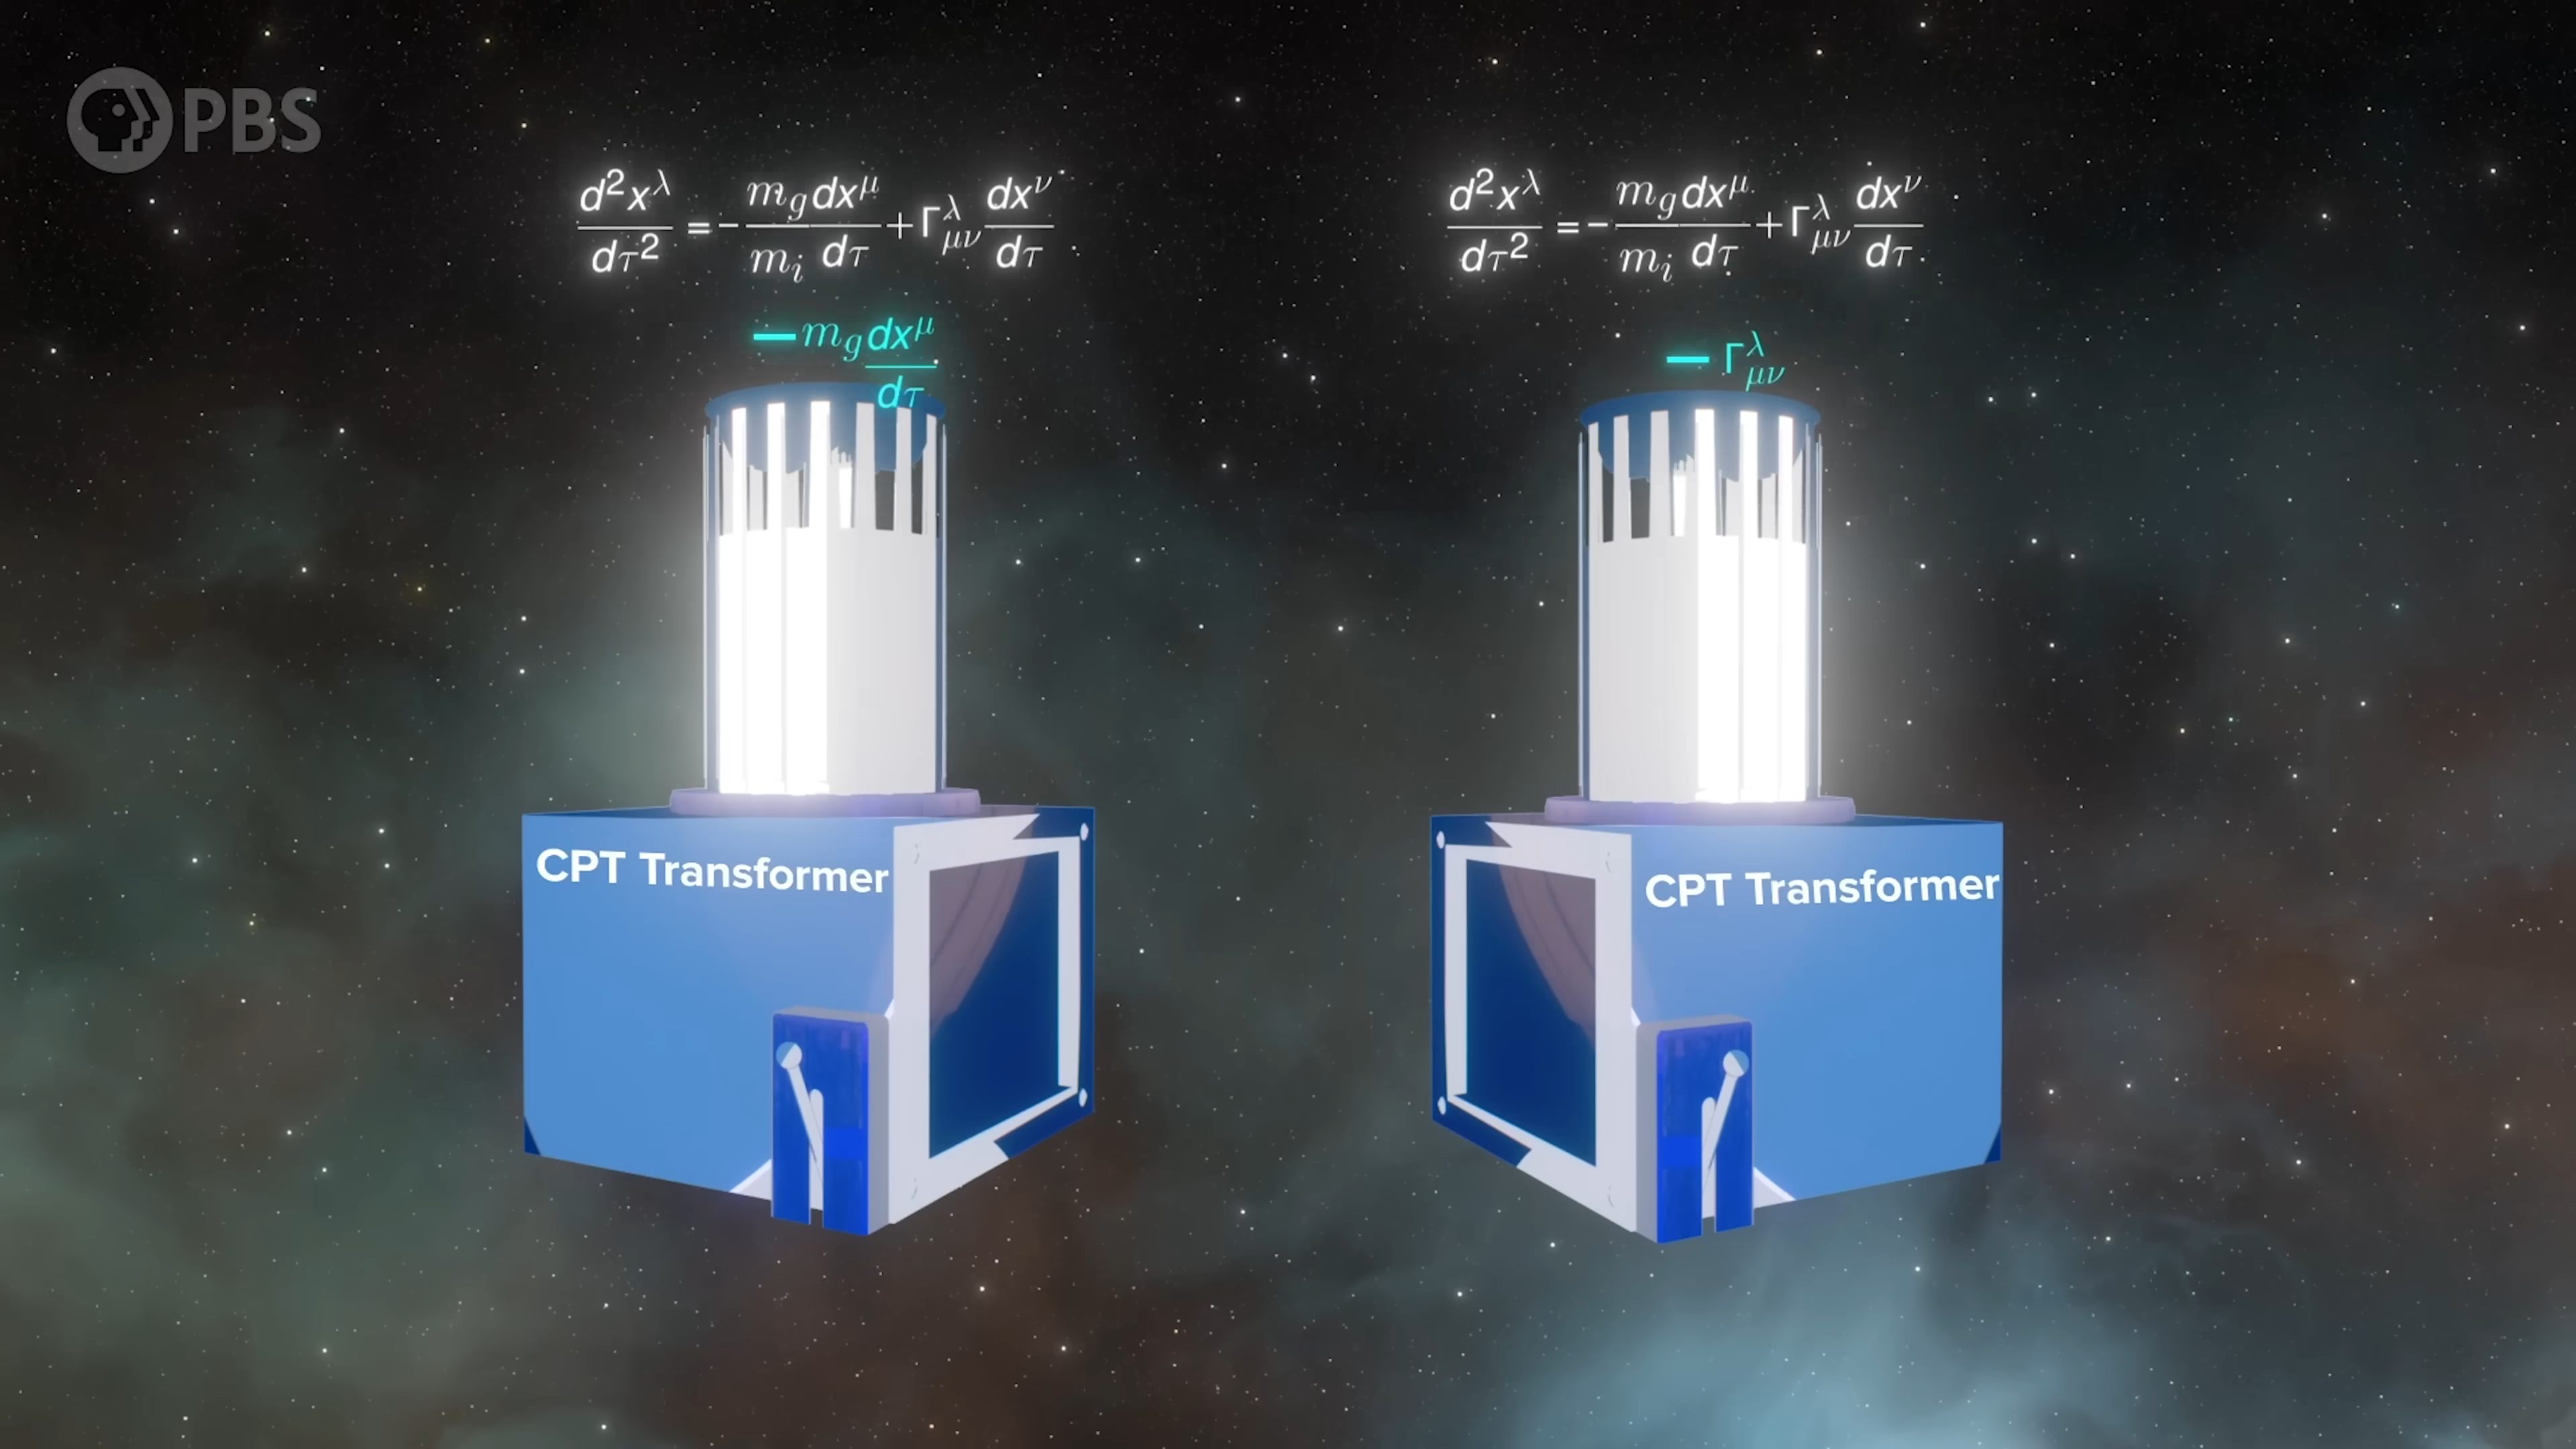 PBS
d²x^λ/dτ² = - m_g/m_i dx^μ/dτ + Γ^λ_μν dx^ν/dτ
d²x^λ/dτ² = - m_g/m_i dx^μ/dτ + Γ^λ_μν dx^ν/dτ
— m_g dx^μ/dτ
— Γ^λ_μν
CPT Transformer
CPT Transformer